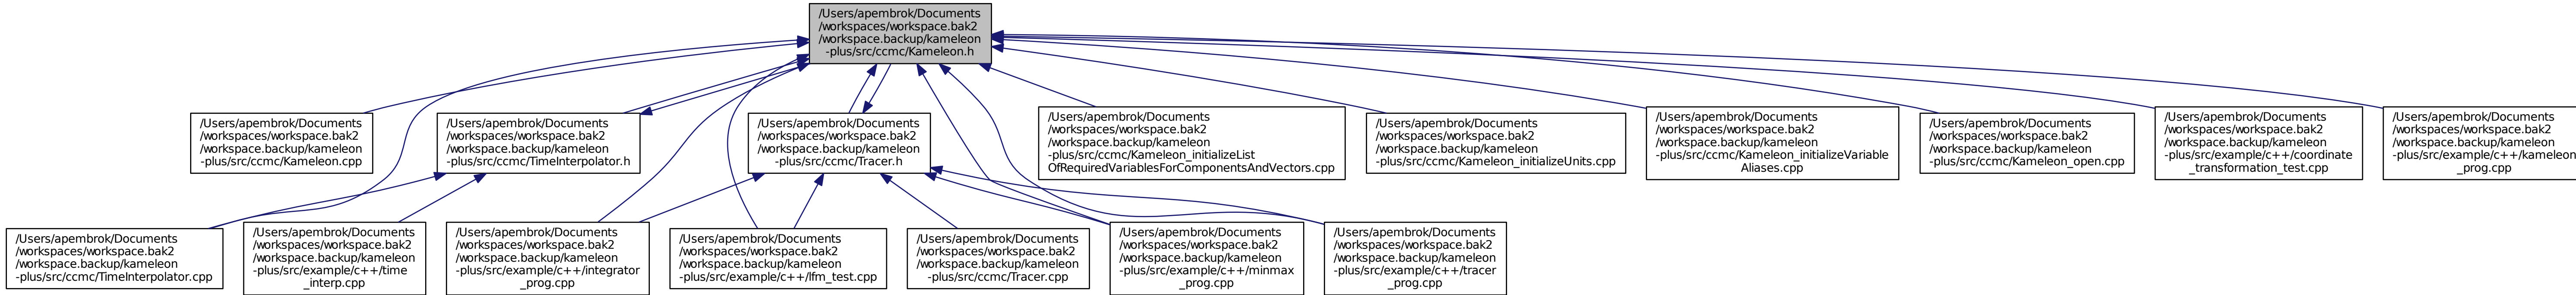 /Users/apembrok/Documents
/workspaces/workspace.bak2
/workspace.backup/kameleon
-plus/src/ccmc/Kameleon.h
/Users/apembrok/Documents
/workspaces/workspace.bak2
/workspace.backup/kameleon
-plus/src/ccmc/Kameleon.cpp
/Users/apembrok/Documents
/workspaces/workspace.bak2
/workspace.backup/kameleon
-plus/src/ccmc/TimeInterpolator.h
/Users/apembrok/Documents
/workspaces/workspace.bak2
/workspace.backup/kameleon
-plus/src/ccmc/Tracer.h
/Users/apembrok/Documents
/workspaces/workspace.bak2
/workspace.backup/kameleon
-plus/src/ccmc/Kameleon_initializeList
OfRequiredVariablesForComponentsAndVectors.cpp
/Users/apembrok/Documents
/workspaces/workspace.bak2
/workspace.backup/kameleon
-plus/src/ccmc/Kameleon_initializeUnits.cpp
/Users/apembrok/Documents
/workspaces/workspace.bak2
/workspace.backup/kameleon
-plus/src/ccmc/Kameleon_initializeVariable
Aliases.cpp
/Users/apembrok/Documents
/workspaces/workspace.bak2
/workspace.backup/kameleon
-plus/src/ccmc/Kameleon_open.cpp
/Users/apembrok/Documents
/workspaces/workspace.bak2
/workspace.backup/kameleon
-plus/src/example/c++/coordinate
_transformation_test.cpp
/Users/apembrok/Documents
/workspaces/workspace.bak2
/workspace.backup/kameleon
-plus/src/example/c++/kameleon
_prog.cpp
/Users/apembrok/Documents
/workspaces/workspace.bak2
/workspace.backup/kameleon
-plus/src/ccmc/TimeInterpolator.cpp
/Users/apembrok/Documents
/workspaces/workspace.bak2
/workspace.backup/kameleon
-plus/src/example/c++/time
_interp.cpp
/Users/apembrok/Documents
/workspaces/workspace.bak2
/workspace.backup/kameleon
-plus/src/example/c++/integrator
_prog.cpp
/Users/apembrok/Documents
/workspaces/workspace.bak2
/workspace.backup/kameleon
-plus/src/example/c++/lfm_test.cpp
/Users/apembrok/Documents
/workspaces/workspace.bak2
/workspace.backup/kameleon
-plus/src/ccmc/Tracer.cpp
/Users/apembrok/Documents
/workspaces/workspace.bak2
/workspace.backup/kameleon
-plus/src/example/c++/minmax
_prog.cpp
/Users/apembrok/Documents
/workspaces/workspace.bak2
/workspace.backup/kameleon
-plus/src/example/c++/tracer
_prog.cpp